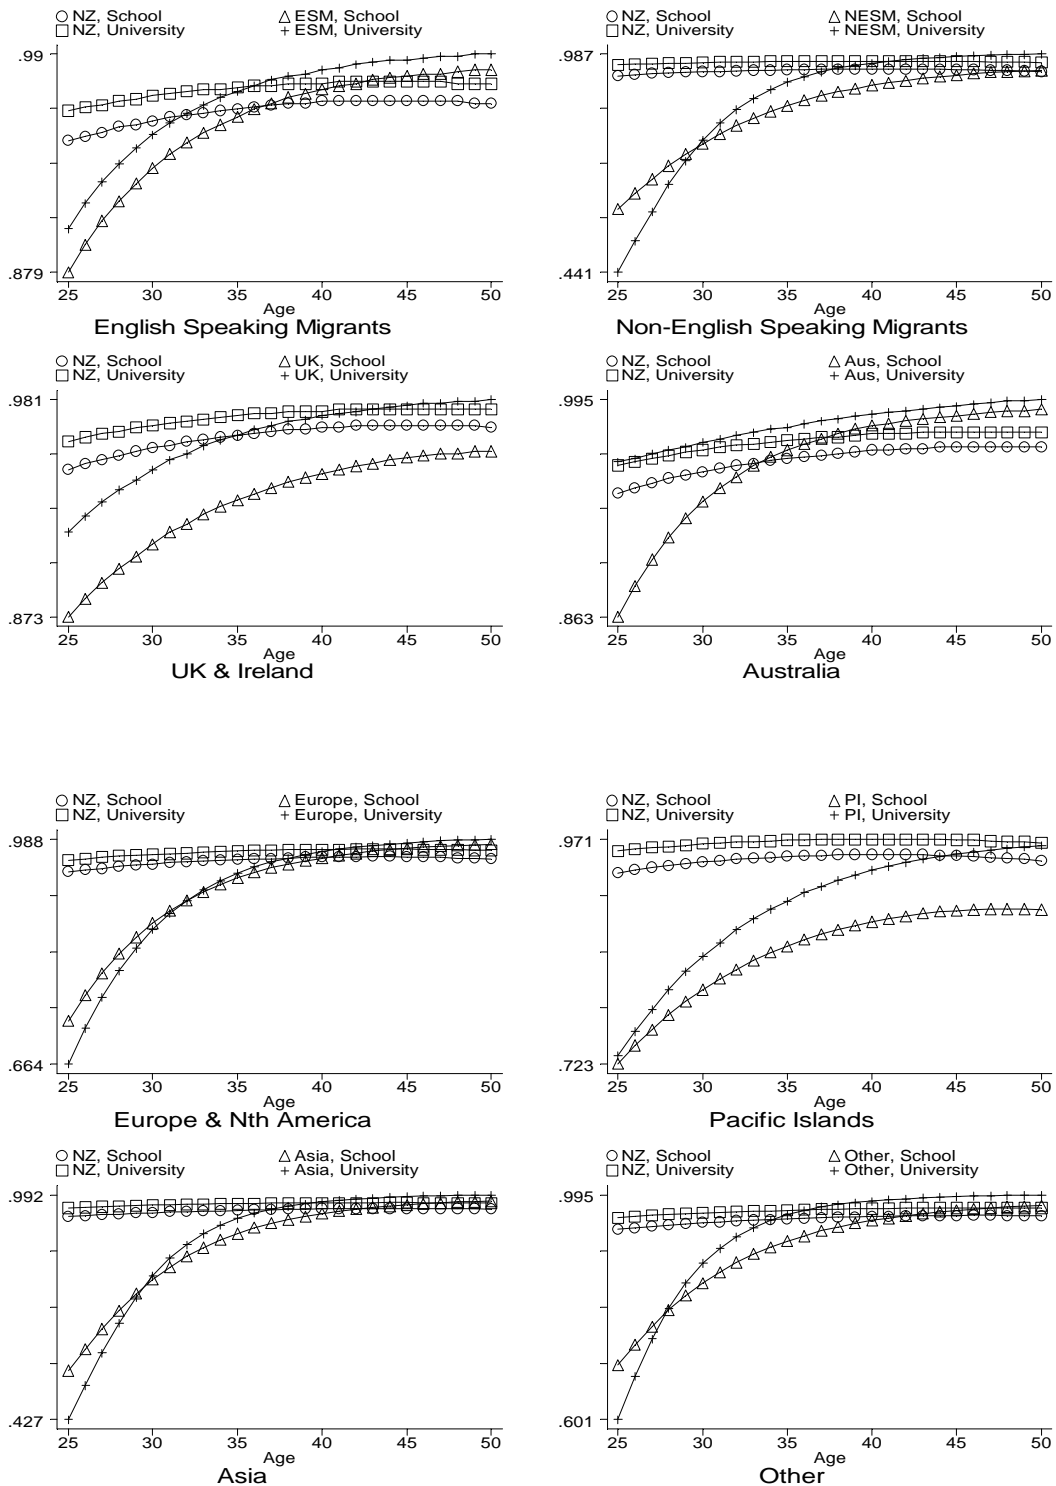 NZ, School ESM, School
NZ, University ESM, University
.99
.879
25 30 35 40 45 50
Age
English Speaking Migrants
NZ, School NESM, School
NZ, University NESM, University
.987
.441
25 30 35 40 45 50
Age
Non-English Speaking Migrants
NZ, School UK, School
NZ, University UK, University
.981
.873
25 30 35 40 45 50
Age
UK & Ireland
NZ, School Aus, School
NZ, University Aus, University
.995
.863
25 30 35 40 45 50
Age
Australia
NZ, School Europe, School
NZ, University Europe, University
.988
.664
25 30 35 40 45 50
Age
Europe & Nth America
NZ, School PI, School
NZ, University PI, University
.971
.723
25 30 35 40 45 50
Age
Pacific Islands
NZ, School Asia, School
NZ, University Asia, University
.992
.427
25 30 35 40 45 50
Age
Asia
NZ, School Other, School
NZ, University Other, University
.995
.601
25 30 35 40 45 50
Age
Other